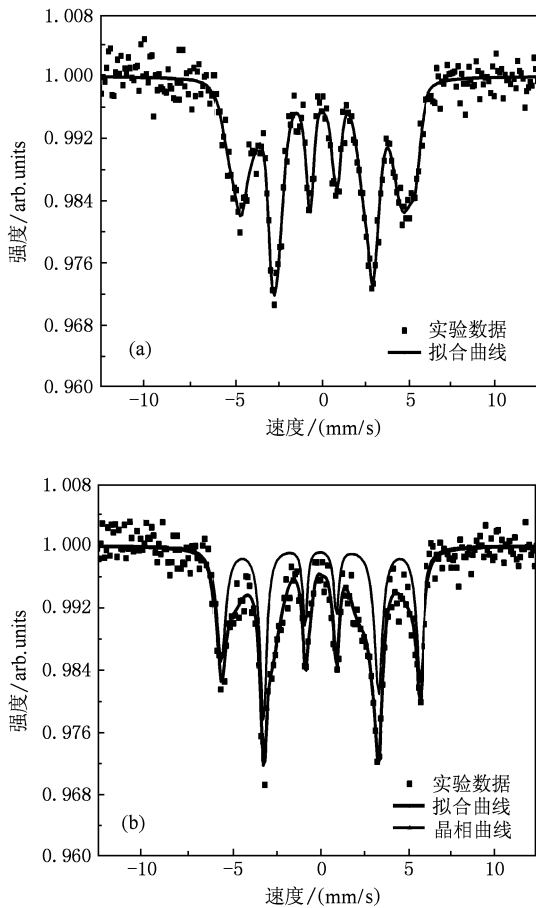 1.008
1.000
0.992
0.984
0.976
0.968
0.960
强度/arb.units
(a)
实验数据
拟合曲线
-10 -5 0 5 10
速度/(mm/s)
1.008
1.000
0.992
0.984
0.976
0.968
0.960
强度/arb.units
(b)
实验数据
拟合曲线
晶相曲线
-10 -5 0 5 10
速度/(mm/s)